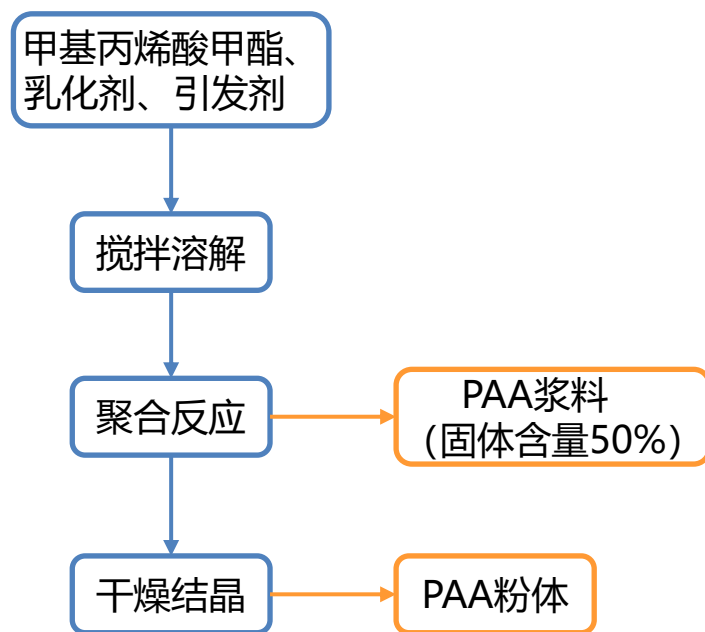 甲基丙烯酸甲酯、
乳化剂、引发剂
搅拌溶解
聚合反应
PAA浆料
（固体含量50%）
干燥结晶
PAA粉体